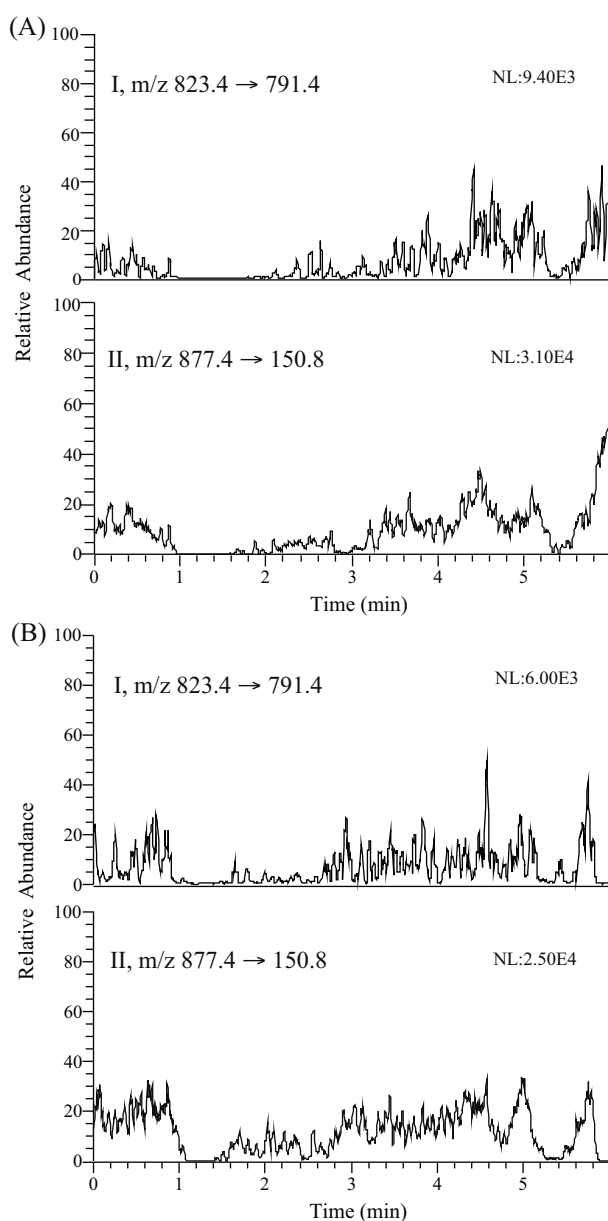 (A)
100
80
60
40
20
0
I, m/z 823.4 → 791.4
NL:9.40E3
Relative Abundance
100
80
60
40
20
0
II, m/z 877.4 → 150.8
NL:3.10E4
0 1 2 3 4 5
Time (min)
(B)
100
80
60
40
20
0
I, m/z 823.4 → 791.4
NL:6.00E3
Relative Abundance
100
80
60
40
20
0
II, m/z 877.4 → 150.8
NL:2.50E4
0 1 2 3 4 5
Time (min)